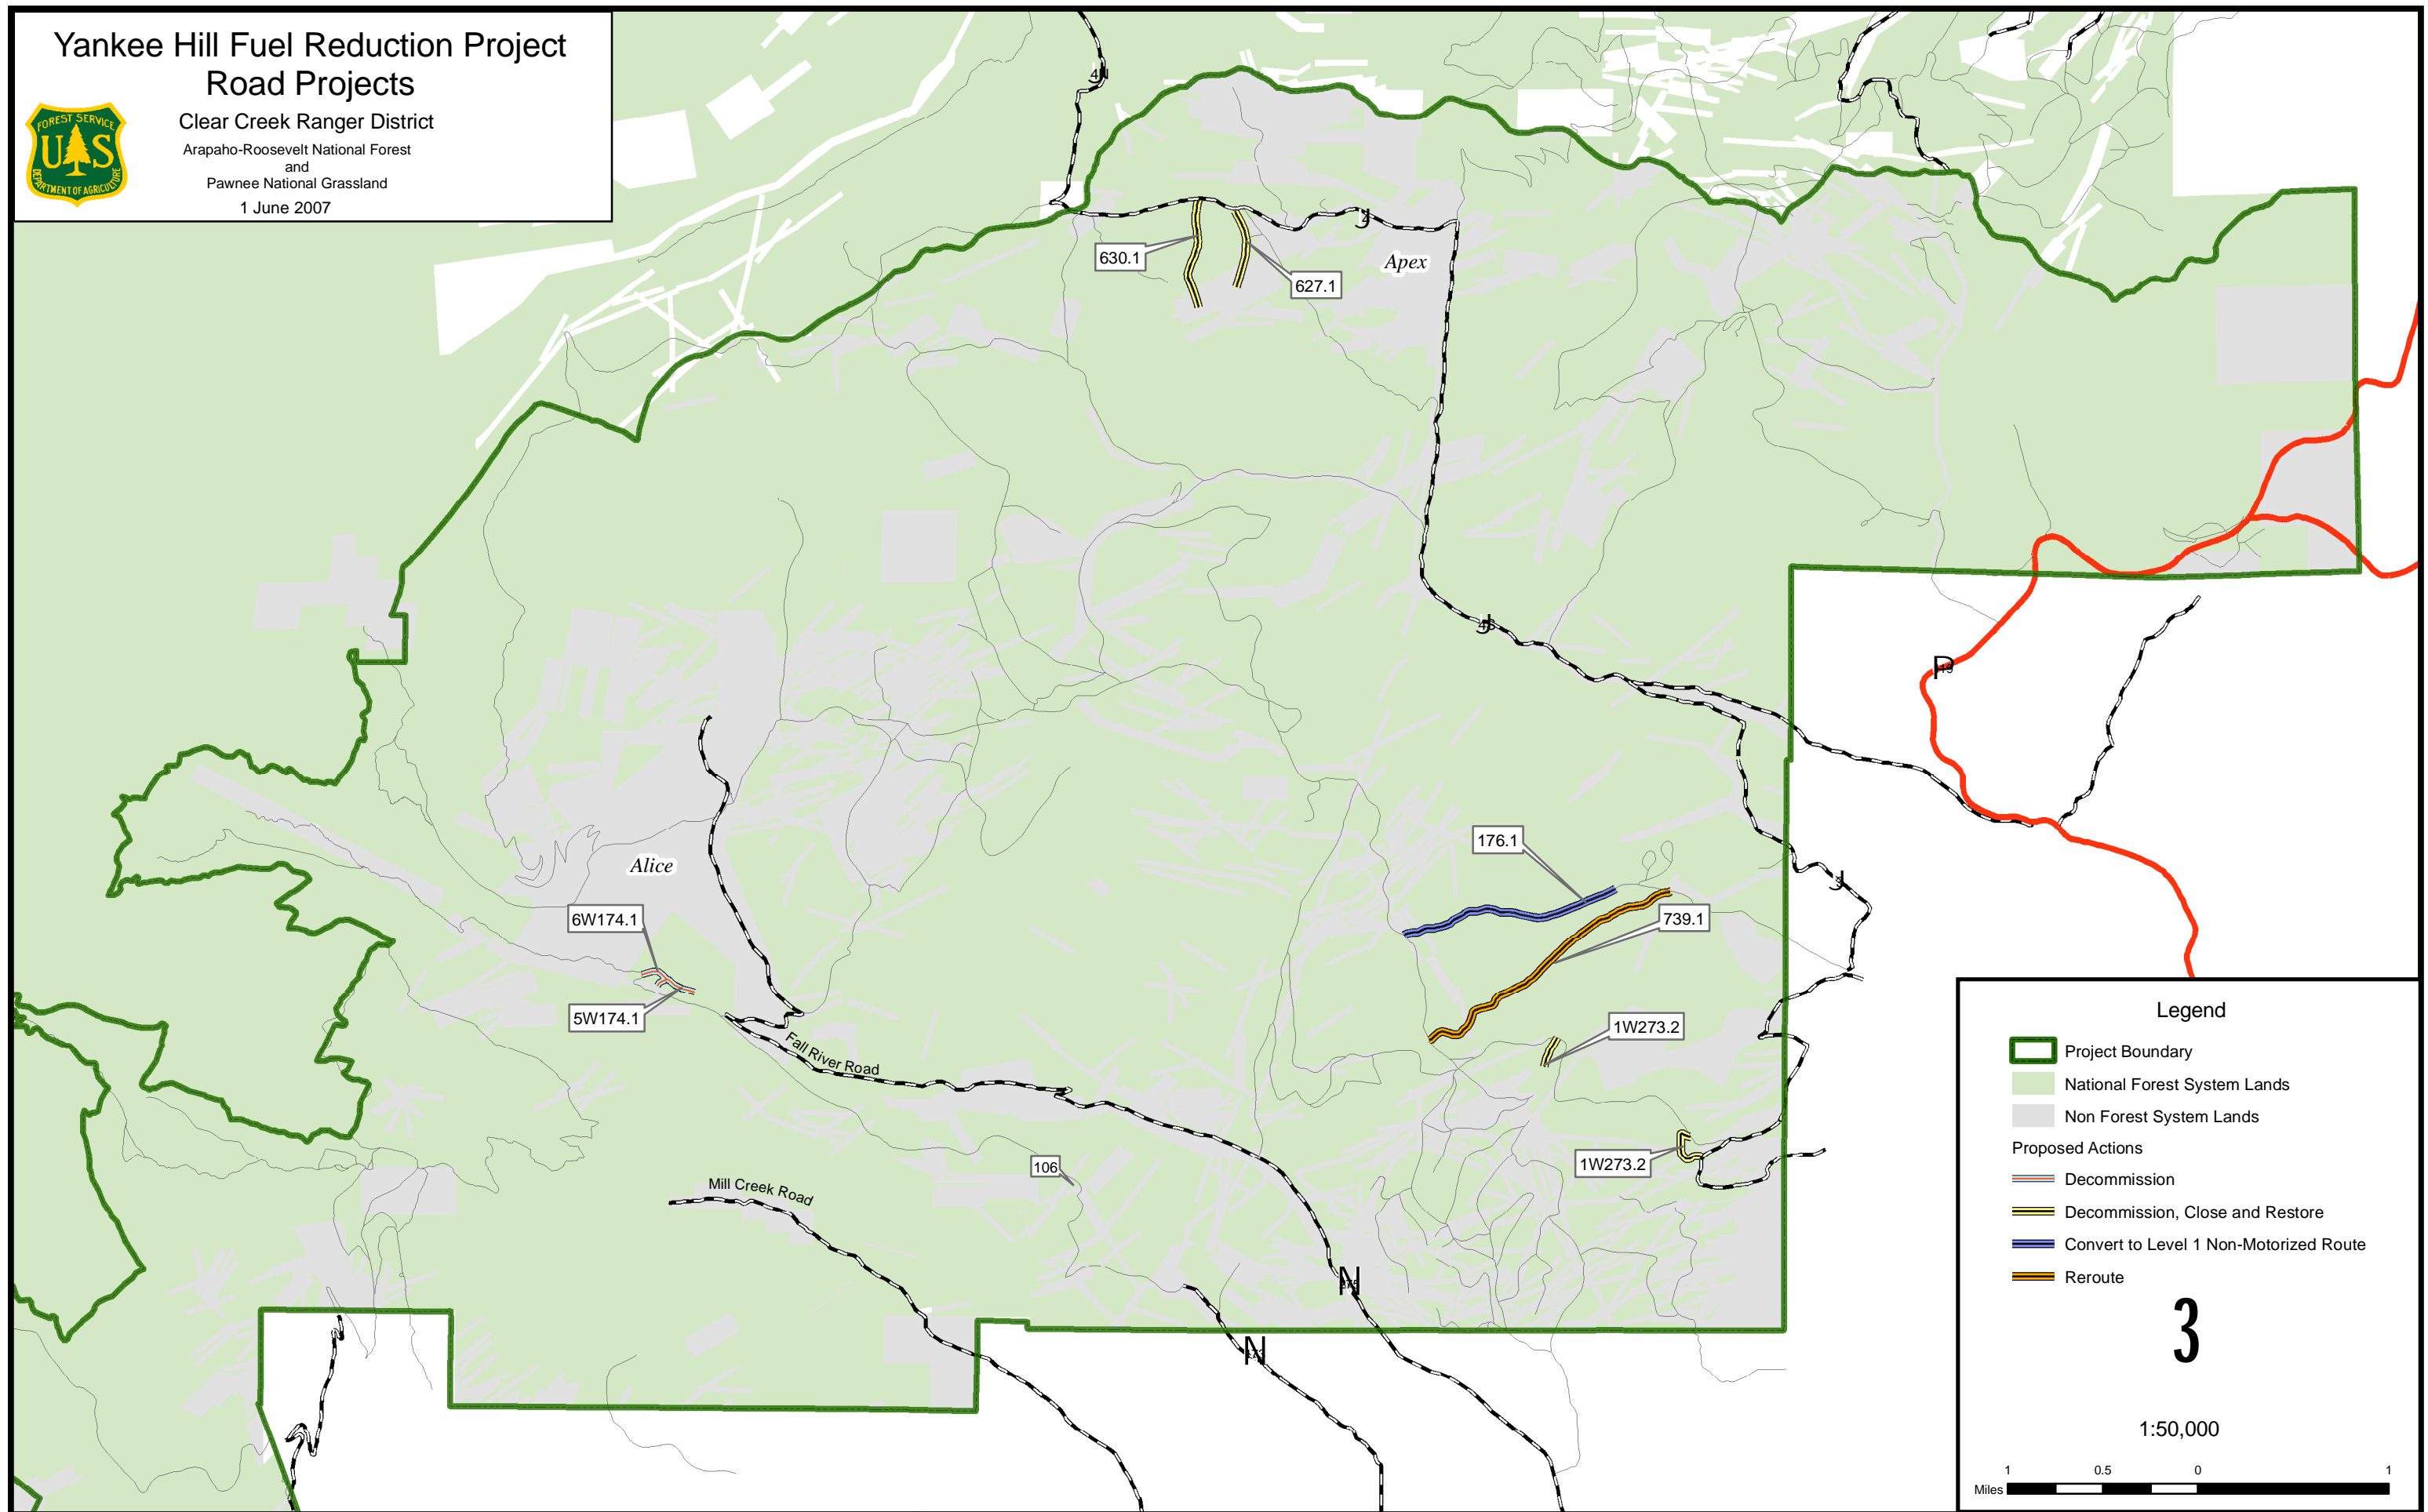 Yankee Hill Fuel Reduction Project
Road Projects
Clear Creek Ranger District
Arapaho-Roosevelt National Forest
and
Pawnee National Grassland
1 June 2007
FOREST SERVICE
US
DEPARTMENT OF AGRICULTURE
630.1
627.1
Apex
P
176.1
Alice
739.1
6W174.1
5W174.1
1W273.2
Fall River Road
106
1W273.2
Mill Creek Road
N
N
Legend
Project Boundary
National Forest System Lands
Non Forest System Lands
Proposed Actions
Decommission
Decommission, Close and Restore
Convert to Level 1 Non-Motorized Route
Reroute
3
1:50,000
1 0.5 0 1
Miles